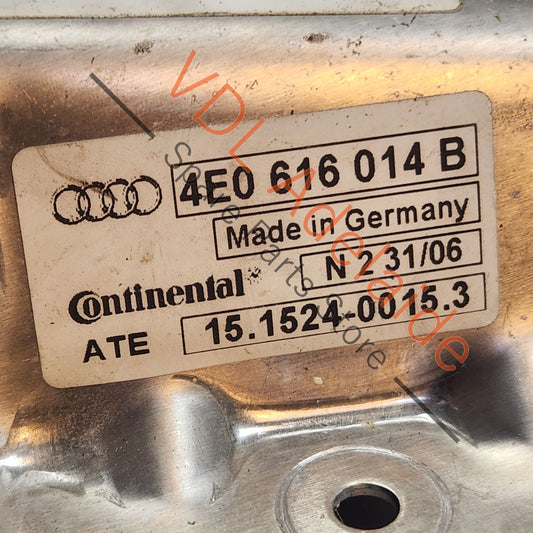 4E0 616 014 B
Made in Germany
Continental
N 2 31/06
ATE
15.1524-0015.3
VDL Adelaide
Spare Parts Store